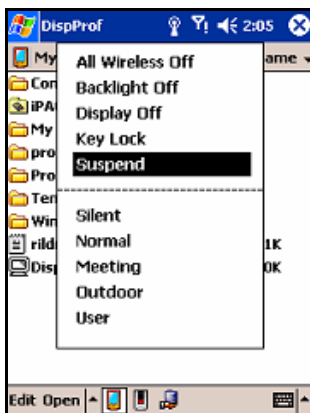 DispProf 2:05
My
ame
All Wireless Off
Backlight Off
Display Off
Key Lock
Suspend
Silent
Normal
Meeting
Outdoor
User
Con
iPA
My
pro
Pro
Ten
Win
rild
1K
Disp
0K
Edit Open